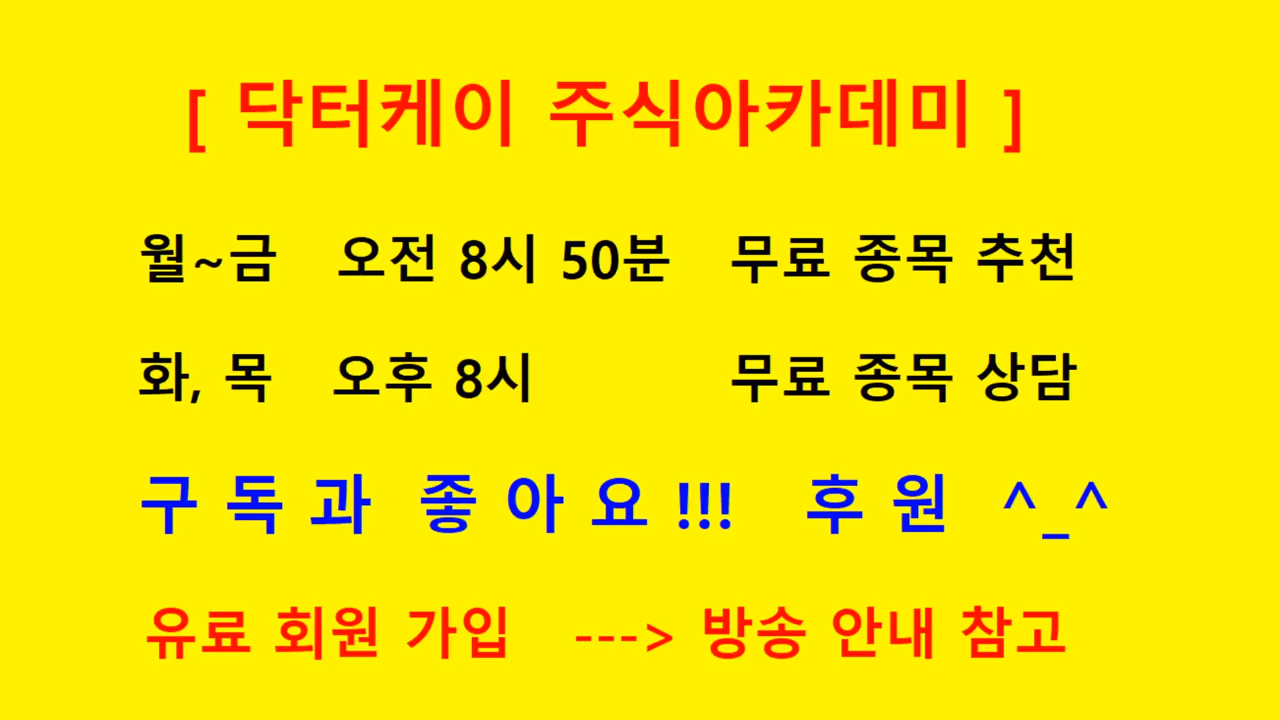 [ 닥터케이 주식아카데미 ]
월~금 오전 8시 50분 무료 종목 추천
화, 목 오후 8시 무료 종목 상담
구 독 과 좋 아 요 !!! 후 원 ^_^
유료 회원 가입 ---> 방송 안내 참고